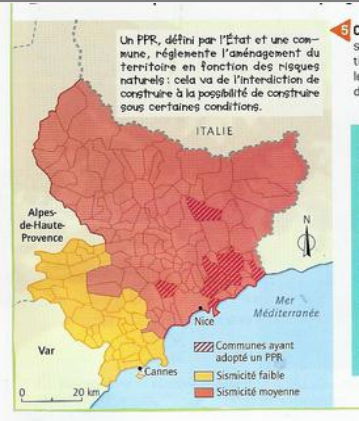 Un PPR, défini par l'État et une com-
mune, réglemente l'aménagement du
territoire en fonction des risques
naturels : cela va de l'interdiction de
construire à la possibilité de construire
sous certaines conditions.
5
ITALIE
Alpes-
de-Haute-
Provence
N
Mer
Méditerranée
Nice
Var
Cannes
0 20 km
Communes ayant
adopté un PPR
Sismicité faible
Sismicité moyenne